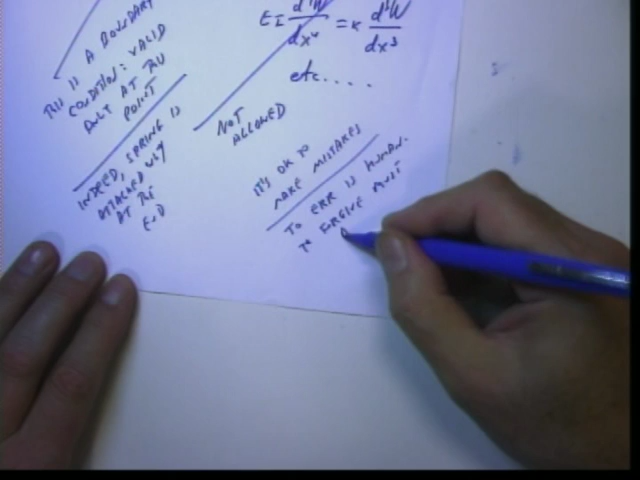 THIS IS A BOUNDARY
CONDITION: VALID
ONLY AT
POINT
INDEED, SPRING IS
ATTACHED ONLY
AT THE
END
EI d⁴W/dx⁴ = K d³W/dx³
etc....
NOT
ALLOWED
IT'S OK TO
MAKE MISTAKES
TO ERR IS HUMAN.
TO FORGIVE MUST